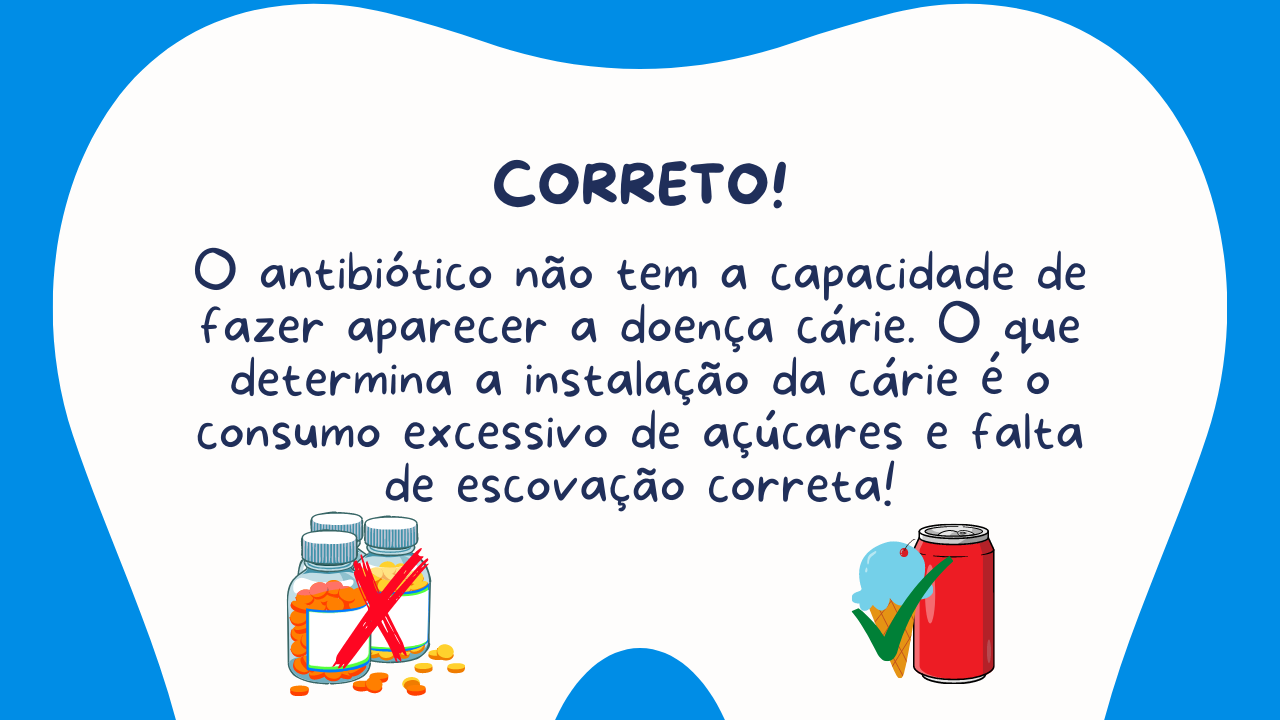 CORRETO!
O antibiótico não tem a capacidade de
fazer aparecer a doença cárie. O que
determina a instalação da cárie é o
consumo excessivo de açúcares e falta
de escovação correta!